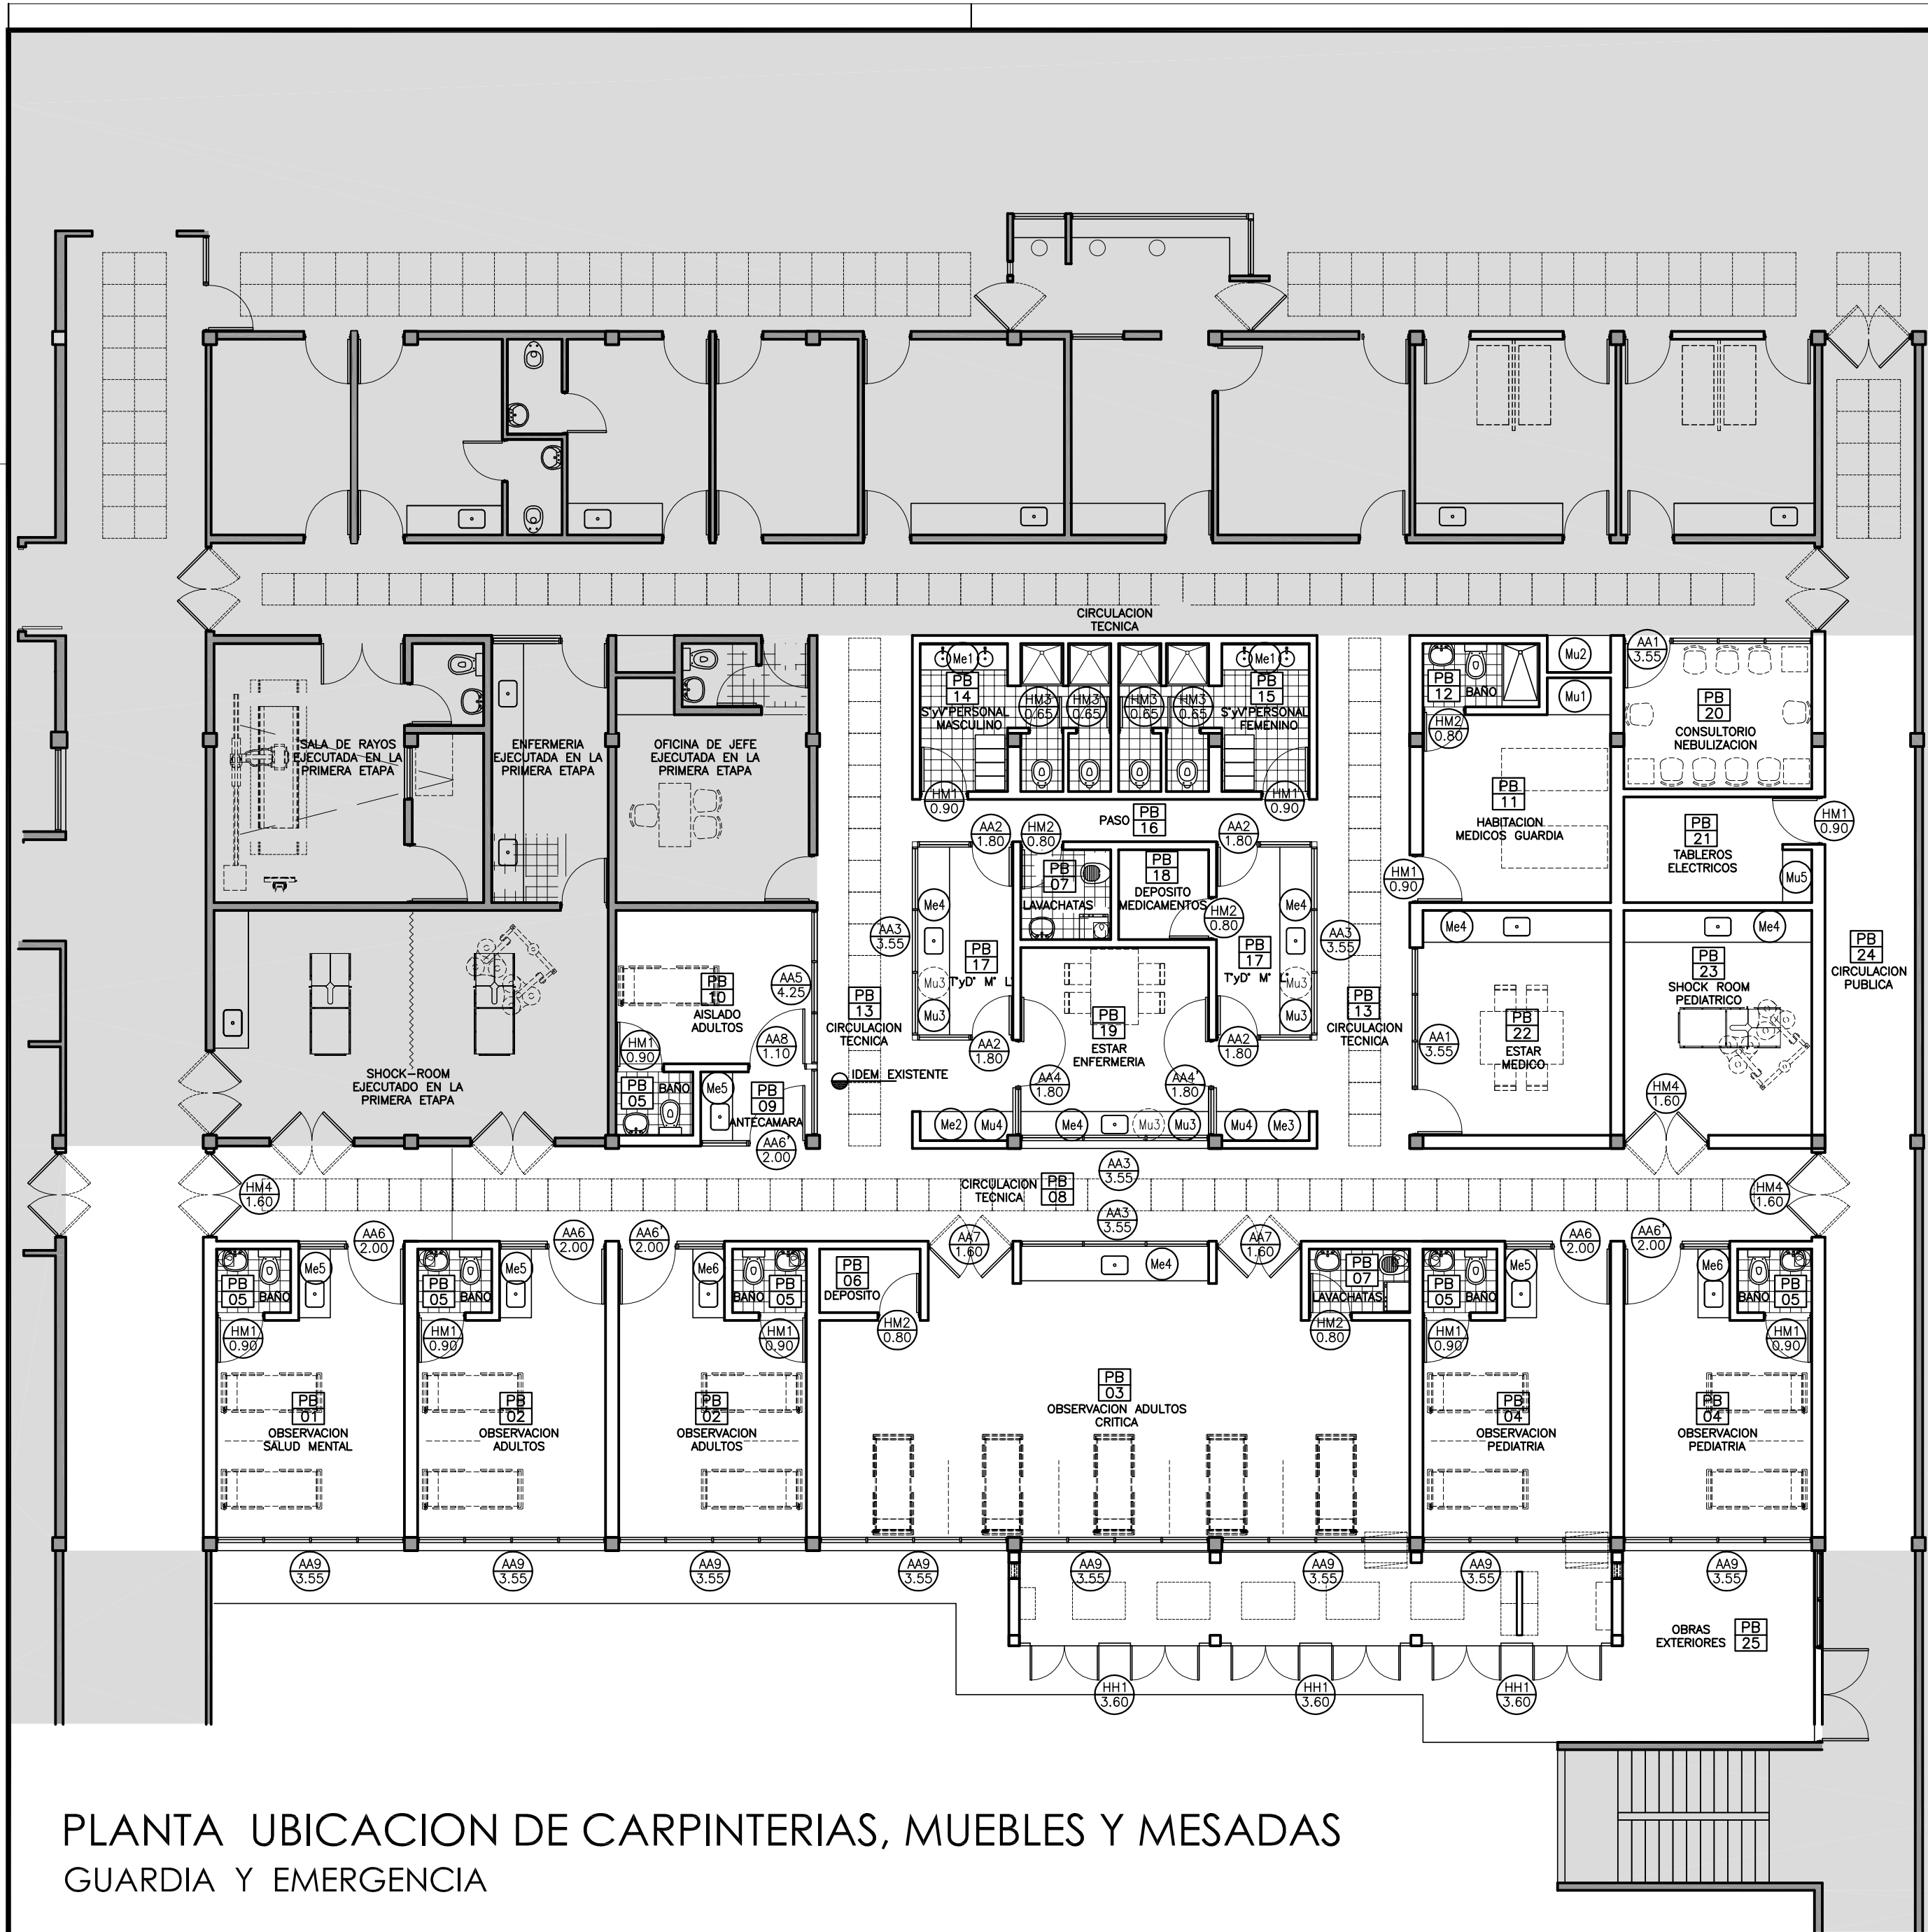 CIRCULACION
TECNICA
Me1
PB
14
S°yV°PERSONAL
MASCULINO
HM3
0.65
HM3
0.65
HM3
0.65
HM3
0.65
Me1
PB
15
S°yV°PERSONAL
FEMENINO
PB
12
BAÑO
Mu2
Mu1
HM2
0.80
AA1
3.55
PB
20
CONSULTORIO
NEBULIZACION
SALA DE RAYOS
EJECUTADA EN LA
PRIMERA ETAPA
ENFERMERIA
EJECUTADA EN LA
PRIMERA ETAPA
OFICINA DE JEFE
EJECUTADA EN LA
PRIMERA ETAPA
HM1
0.90
HM1
0.90
PASO
PB
16
PB
11
HABITACION
MEDICOS GUARDIA
PB
21
TABLEROS
ELECTRICOS
HM1
0.90
Mu5
HM1
0.90
AA2
1.80
HM2
0.80
AA2
1.80
PB
07
LAVACHATAS
PB
18
DEPOSITO
MEDICAMENTOS
HM2
0.80
Me4
Me4
AA3
3.55
AA3
3.55
PB
17
T°yD° M° L°
Mu3
Mu3
PB
17
T°yD° M° L°
Mu3
Mu3
Me4
Me4
PB
24
CIRCULACION
PUBLICA
PB
10
AISLADO
ADULTOS
AA5
4.25
PB
13
CIRCULACION
TECNICA
PB
19
ESTAR
ENFERMERIA
PB
13
CIRCULACION
TECNICA
PB
23
SHOCK ROOM
PEDIATRICO
PB
22
ESTAR
MEDICO
AA1
3.55
HM1
0.90
AA8
1.10
AA2
1.80
AA2
1.80
SHOCK-ROOM
EJECUTADO EN LA
PRIMERA ETAPA
IDEM EXISTENTE
AA4
1.80
AA4'
1.80
HM4
1.60
PB
05
BAÑO
Me5
PB
09
ANTECAMARA
AA6'
2.00
Me2
Mu4
Me4
Mu3
Mu3
Mu4
Me3
AA3
3.55
CIRCULACION
TECNICA
PB
08
HM4
1.60
HM4
1.60
AA3
3.55
AA6
2.00
AA6
2.00
AA6'
2.00
AA7
1.60
AA7
1.60
AA6
2.00
AA6'
2.00
PB
05
BAÑO
Me5
PB
05
BAÑO
Me5
Me6
BAÑO
PB
05
PB
06
DEPOSITO
Me4
PB
07
LAVACHATAS
PB
05
BAÑO
Me5
Me6
BAÑO
PB
05
HM1
0.90
HM1
0.90
HM1
0.90
HM2
0.80
HM2
0.80
HM1
0.90
HM1
0.90
PB
01
OBSERVACION
SALUD MENTAL
PB
02
OBSERVACION
ADULTOS
PB
02
OBSERVACION
ADULTOS
PB
03
OBSERVACION ADULTOS
CRITICA
PB
04
OBSERVACION
PEDIATRIA
PB
04
OBSERVACION
PEDIATRIA
AA9
3.55
AA9
3.55
AA9
3.55
AA9
3.55
AA9
3.55
AA9
3.55
AA9
3.55
AA9
3.55
OBRAS
EXTERIORES
PB
25
HH1
3.60
HH1
3.60
HH1
3.60
PLANTA UBICACION DE CARPINTERIAS, MUEBLES Y MESADAS
GUARDIA Y EMERGENCIA